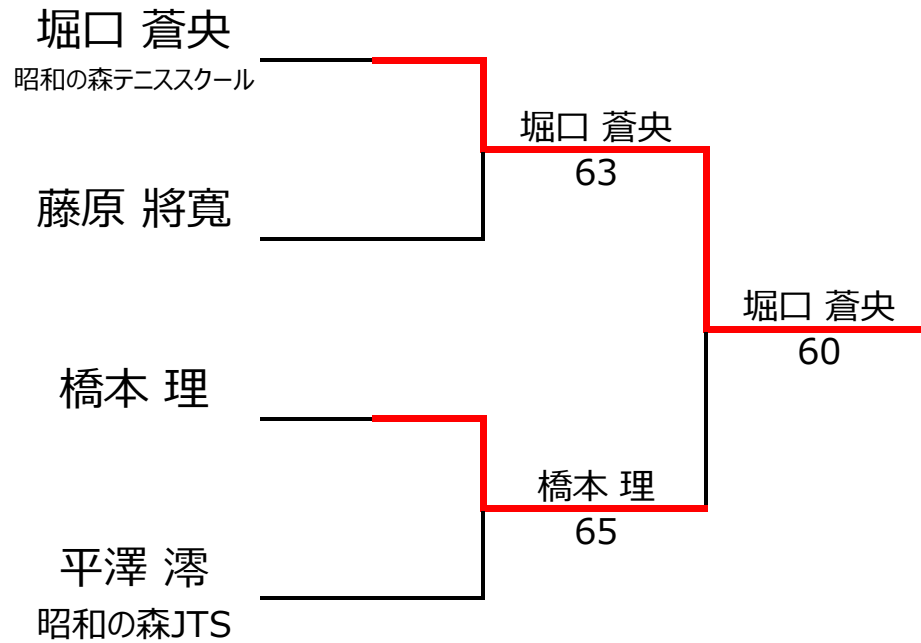 堀口 蒼央
昭和の森テニススクール
藤原 將寛
橋本 理
平澤 澪
昭和の森JTS
堀口 蒼央
63
橋本 理
65
堀口 蒼央
60